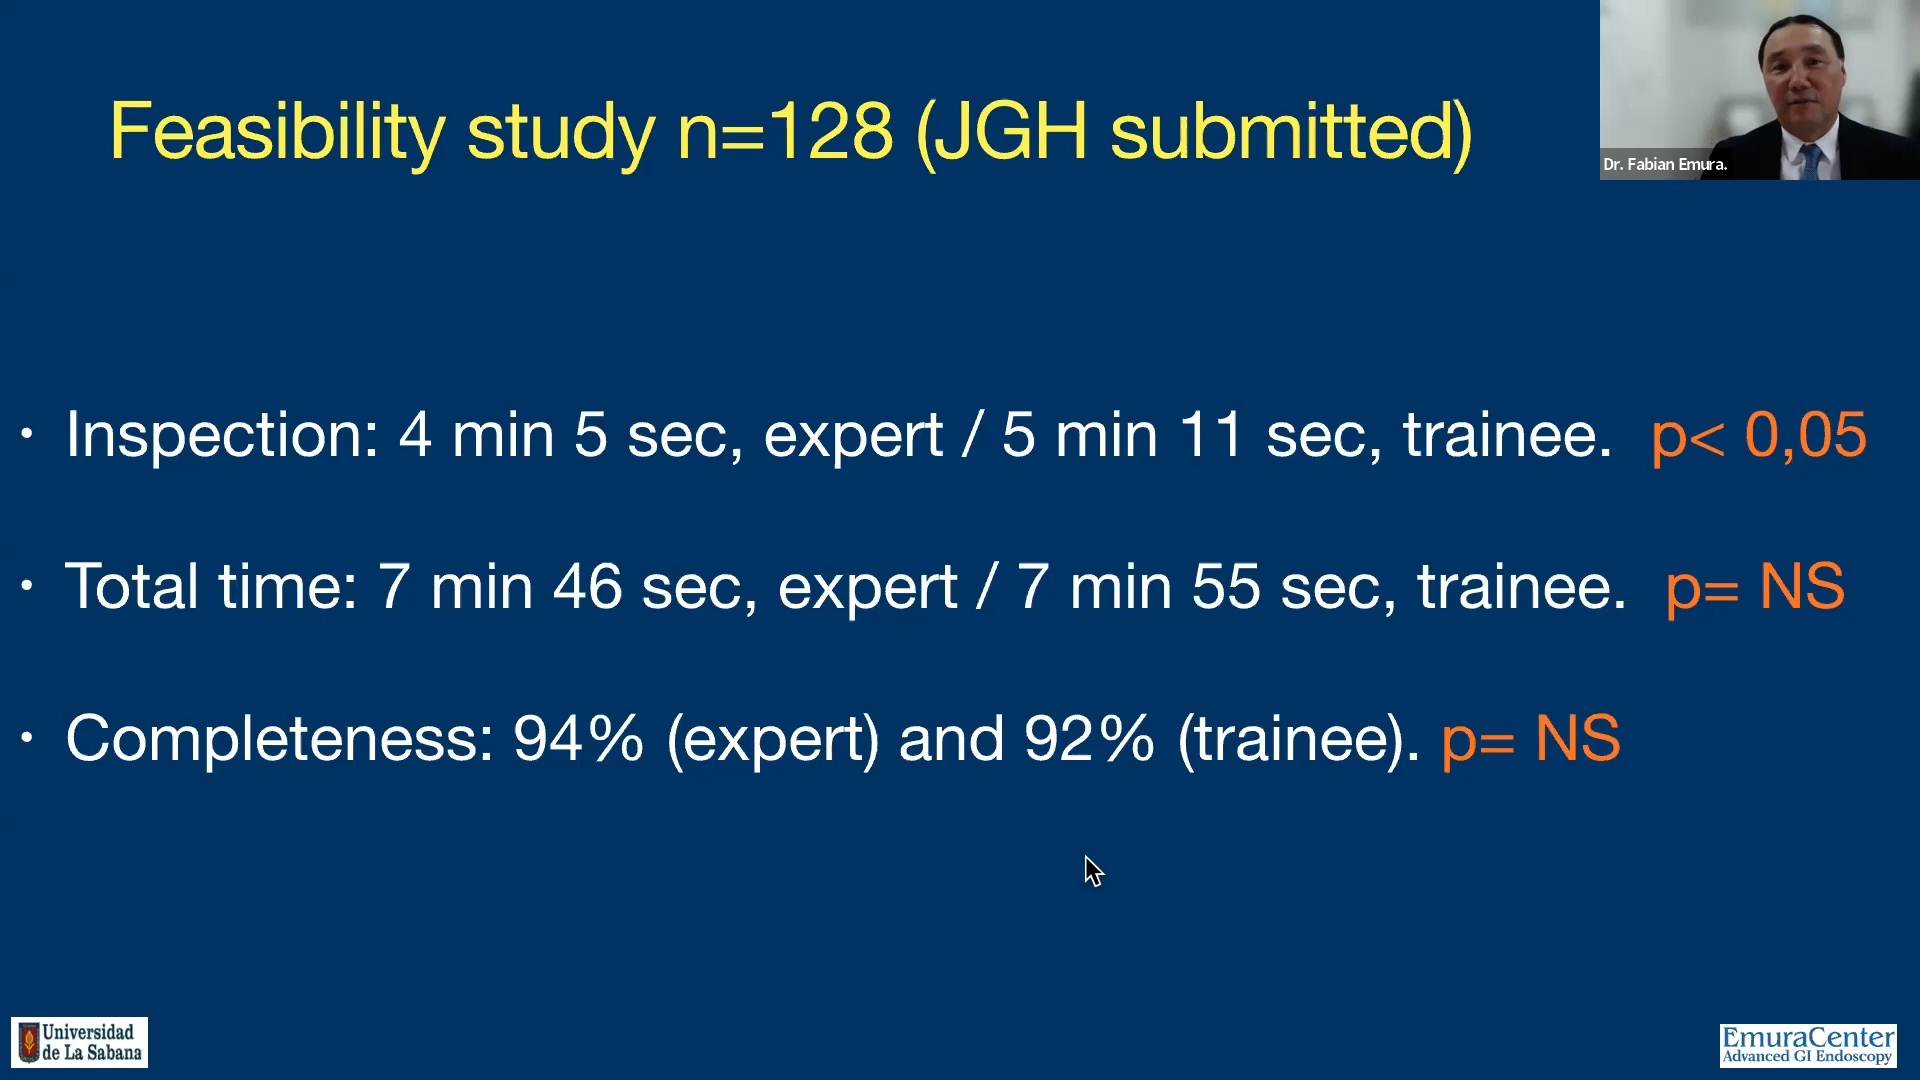 Feasibility study n=128 (JGH submitted)
Dr. Fabian Emura.
• Inspection: 4 min 5 sec, expert / 5 min 11 sec, trainee. p< 0,05
• Total time: 7 min 46 sec, expert / 7 min 55 sec, trainee. p= NS
• Completeness: 94% (expert) and 92% (trainee). p= NS
Universidad
de La Sabana
EmuraCenter
Advanced GI Endoscopy